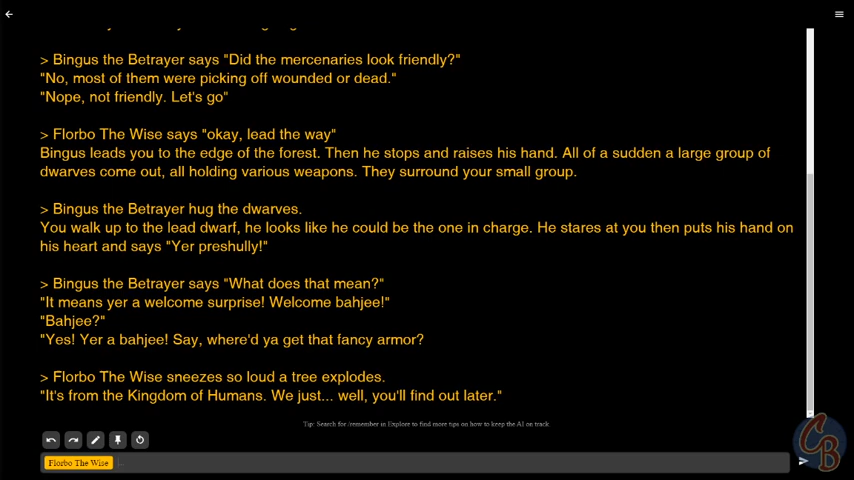 > Bingus the Betrayer says "Did the mercenaries look friendly?"
"No, most of them were picking off wounded or dead."
"Nope, not friendly. Let's go"
> Florbo The Wise says "okay, lead the way"
Bingus leads you to the edge of the forest. Then he stops and raises his hand. All of a sudden a large group of
dwarves come out, all holding various weapons. They surround your small group.
> Bingus the Betrayer hug the dwarves.
You walk up to the lead dwarf, he looks like he could be the one in charge. He stares at you then puts his hand on
his heart and says "Yer preshully!"
> Bingus the Betrayer says "What does that mean?"
"It means yer a welcome surprise! Welcome bahjee!"
"Bahjee?"
"Yes! Yer a bahjee! Say, where'd ya get that fancy armor?
> Florbo The Wise sneezes so loud a tree explodes.
"It's from the Kingdom of Humans. We just... well, you'll find out later."
Tip: Search for /remember in Explore to find more tips on how to keep the AI on track.
Florbo The Wise
CB